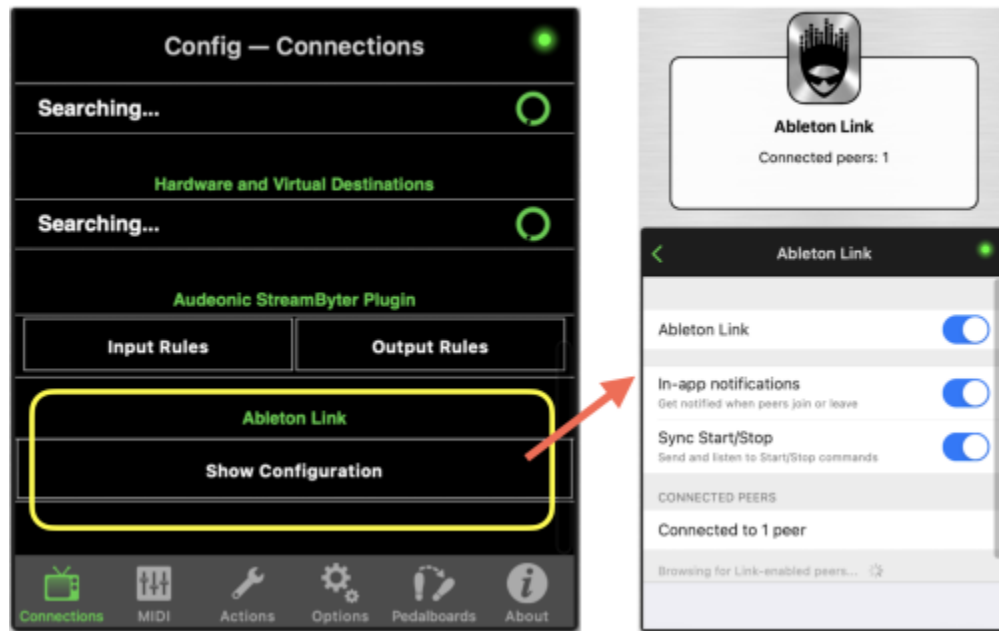 Config — Connections
Searching...
Hardware and Virtual Destinations
Searching...
Audeonic StreamByter Plugin
Input Rules
Output Rules
Ableton Link
Show Configuration
Connections
MIDI
Actions
Options
Pedalboards
About
Ableton Link
Connected peers: 1
Ableton Link
Ableton Link
In-app notifications
Get notified when peers join or leave
Sync Start/Stop
Send and listen to Start/Stop commands
CONNECTED PEERS
Connected to 1 peer
Browsing for Link-enabled peers...